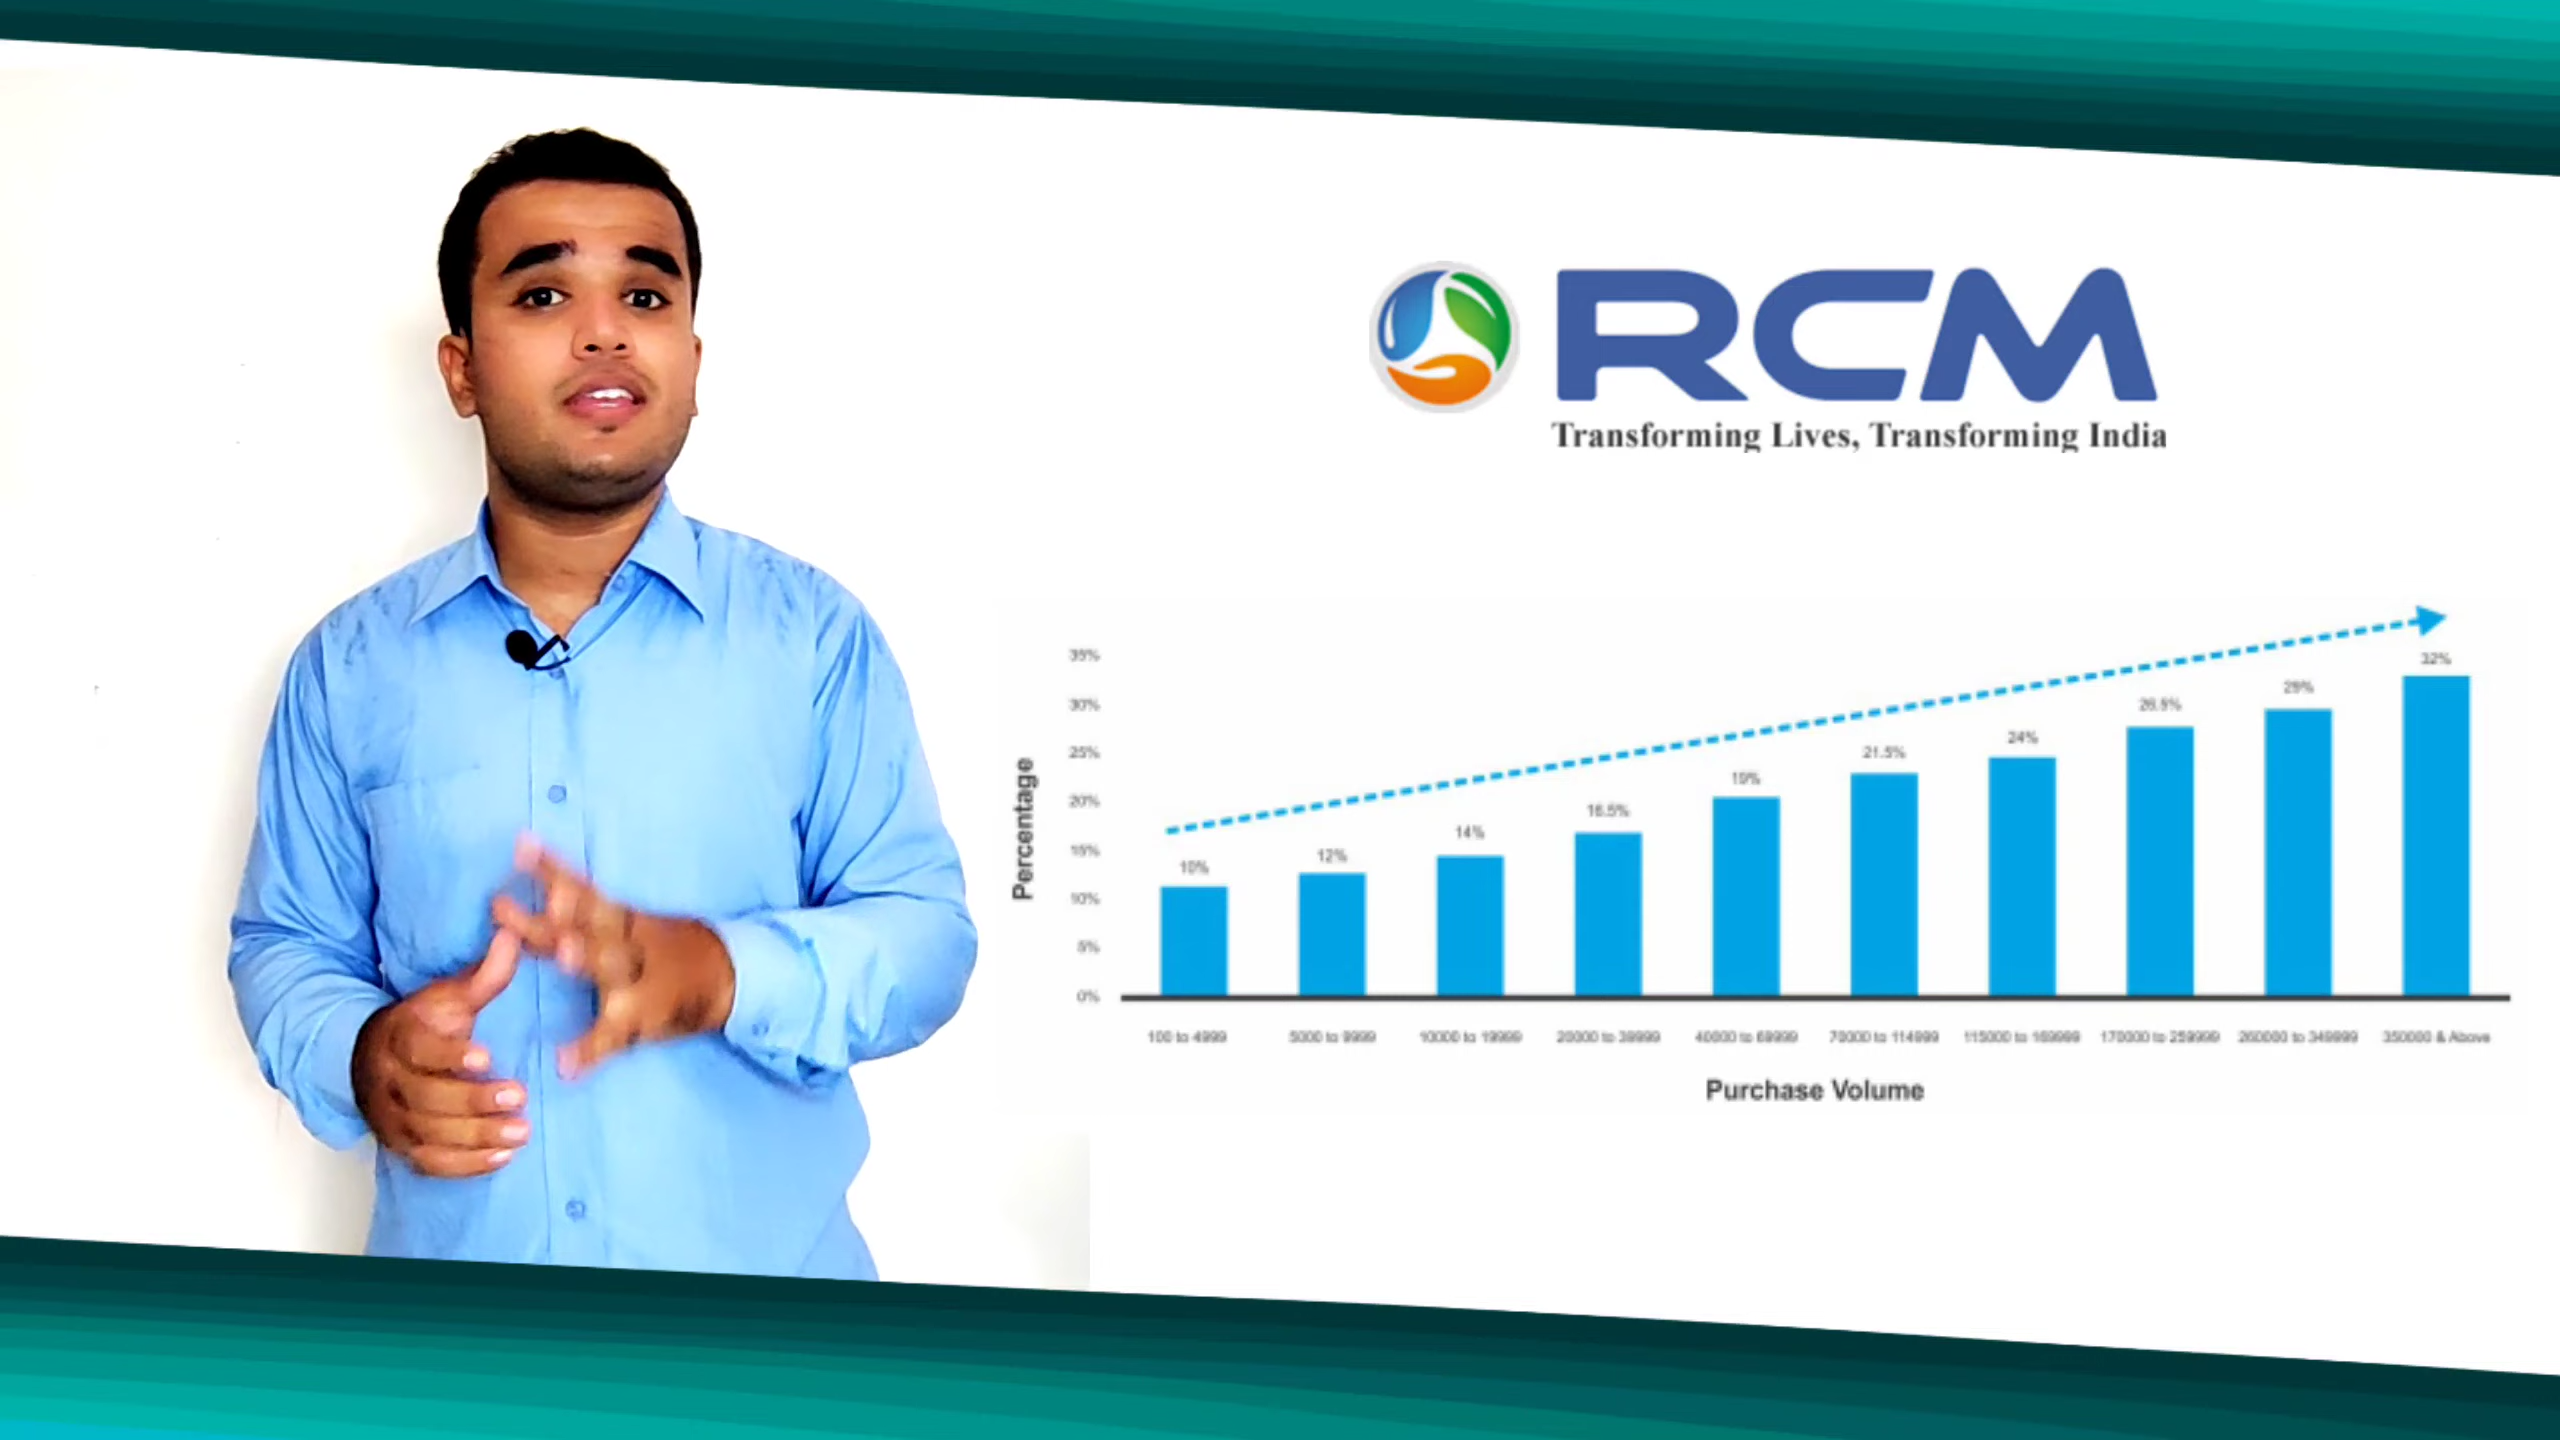 RCM
Transforming Lives, Transforming India
35%
30%
25%
20%
15%
10%
5%
0%
Percentage
10%
12%
14%
16.5%
19%
21.5%
24%
26.5%
29%
32%
100 to 4999
5000 to 9999
10000 to 19999
20000 to 39999
40000 to 69999
70000 to 114999
115000 to 169999
170000 to 259999
260000 to 349999
350000 & Above
Purchase Volume